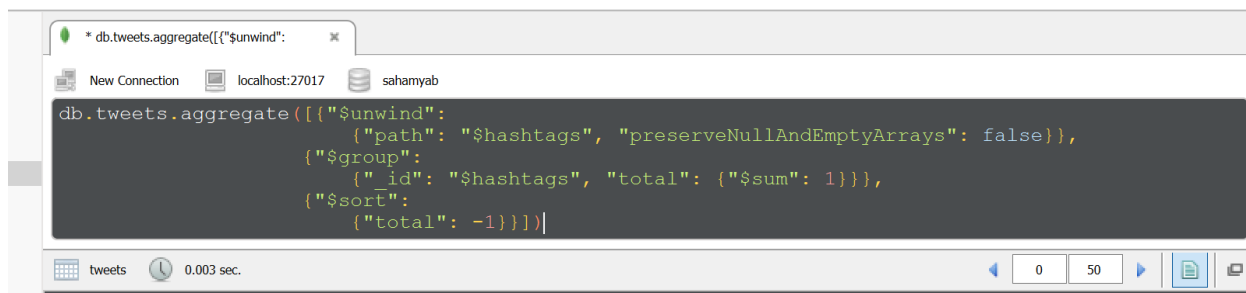 * db.tweets.aggregate([{"$unwind":
New Connection localhost:27017 sahamyab
db.tweets.aggregate([{"$unwind":
{"path": "$hashtags", "preserveNullAndEmptyArrays": false}},
{"$group":
{"_id": "$hashtags", "total": {"$sum": 1}}},
{"$sort":
{"total": -1}}])
tweets 0.003 sec. 0 50